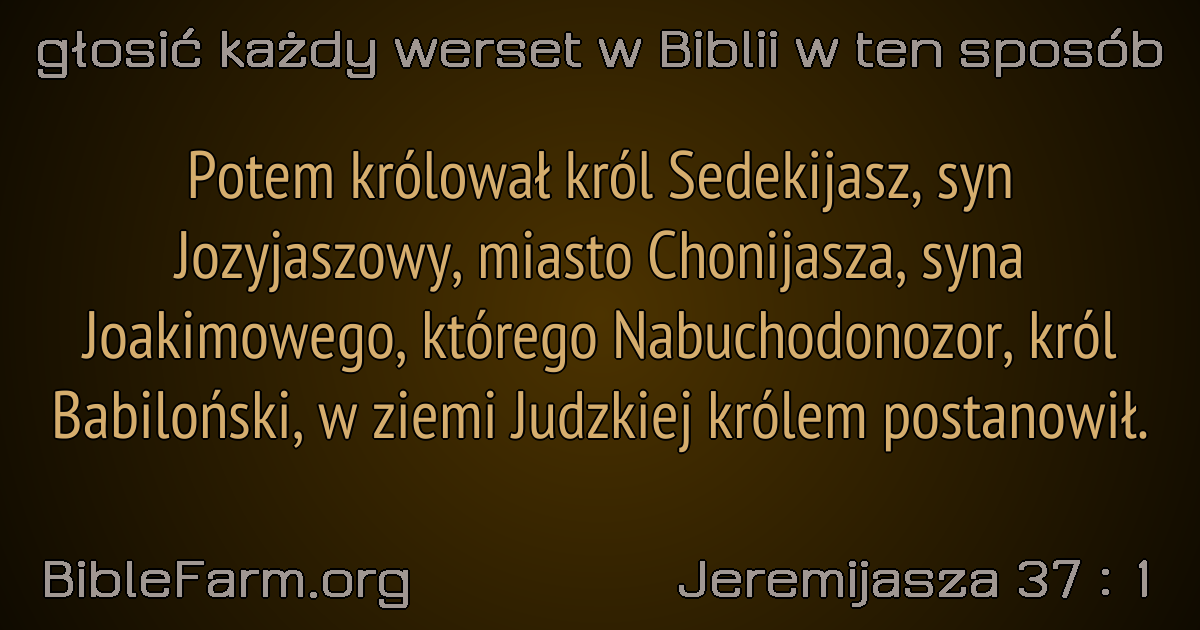 głosić każdy werset w Biblii w ten sposób
Potem królował król Sedekijasz, syn
Jozyjaszowy, miasto Chonijasza, syna
Joakimowego, którego Nabuchodonozor, król
Babiloński, w ziemi Judzkiej królem postanowił.
BibleFarm.org
Jeremijasza 37 : 1